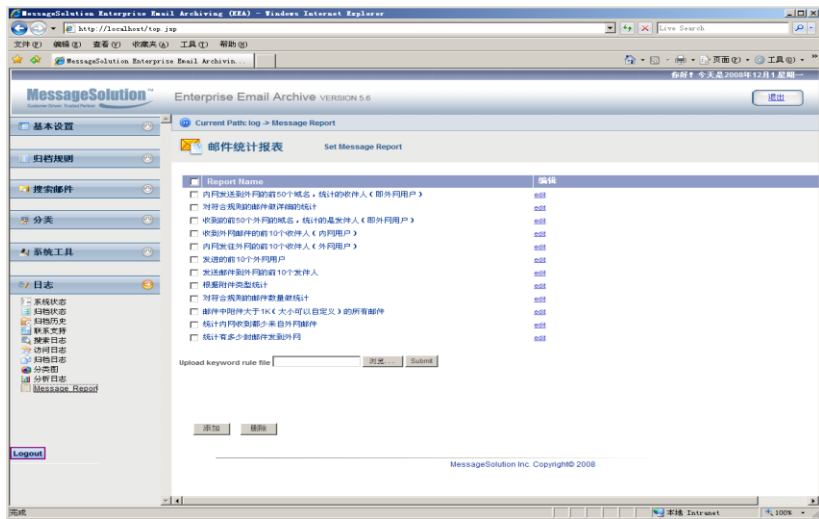 MessageSolution Enterprise Email Archiving (EEA) - Windows Internet Explorer
http://localhost/top.jsp
Live Search
文件(F) 编辑(E) 查看(V) 收藏夹(A) 工具(T) 帮助(H)
MessageSolution Enterprise Email Archivin...
页面(P) 工具(O)
你好! 今天是2008年12月1 星期一
MessageSolution™
Enterprise Email Archive VERSION 5.6
退出
基本设置
归档规则
搜索邮件
分类
系统工具
日志
系统状态
归档状态
归档历史
联系支持
搜索日志
访问日志
归档日志
分类图
分析日志
Message Report
Logout
Current Path: log -> Message Report
邮件统计报表 Set Message Report
Report Name 编辑
内网发送到外网的前50个域名，统计的收件人（即外网用户） edit
对符合规则的邮件做详细的统计 edit
收到的前50个外网的域名，统计的是发件人（即外网用户） edit
收到外网邮件的前10个收件人（内网用户） edit
内网发往外网的前10个收件人（外网用户） edit
发进的前10个外网用户 edit
发送邮件到外网的前10个发件人 edit
根据附件类型统计 edit
对符合规则的邮件数量做统计 edit
邮件中附件大于1K（大小可以自定义）的所有邮件 edit
统计内网收到都少来自外网邮件 edit
统计有多少封邮件发到外网 edit
Upload keyword rule file 浏览... Submit
添加 删除
MessageSolution Inc. Copyright© 2008
完成 本地 Intranet 100%